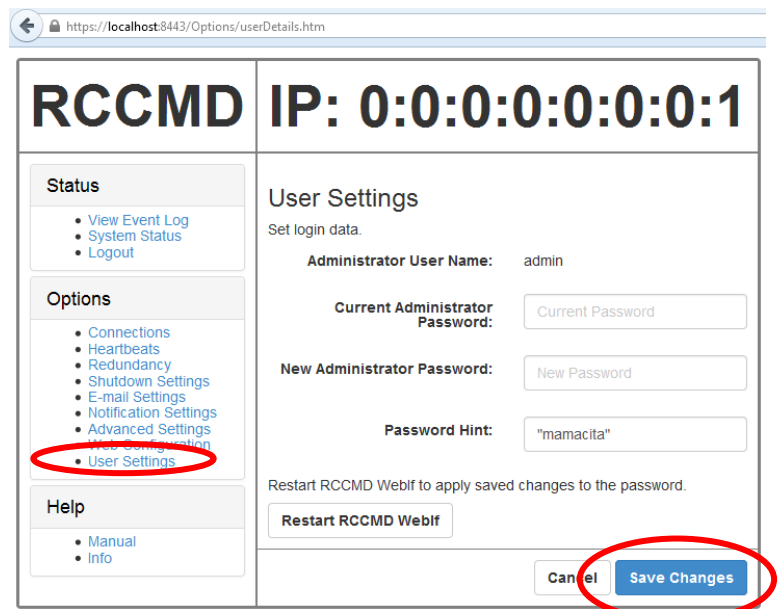 https://localhost:8443/Options/userDetails.htm
RCCMD
IP: 0:0:0:0:0:0:0:1
Status
View Event Log
System Status
Logout
Options
Connections
Heartbeats
Redundancy
Shutdown Settings
E-mail Settings
Notification Settings
Advanced Settings
Web Configuration
User Settings
Help
Manual
Info
User Settings
Set login data.
Administrator User Name: admin
Current Administrator
Password: Current Password
New Administrator Password: New Password
Password Hint: "mamacita"
Restart RCCMD WebIf to apply saved changes to the password.
Restart RCCMD WebIf
Cancel Save Changes